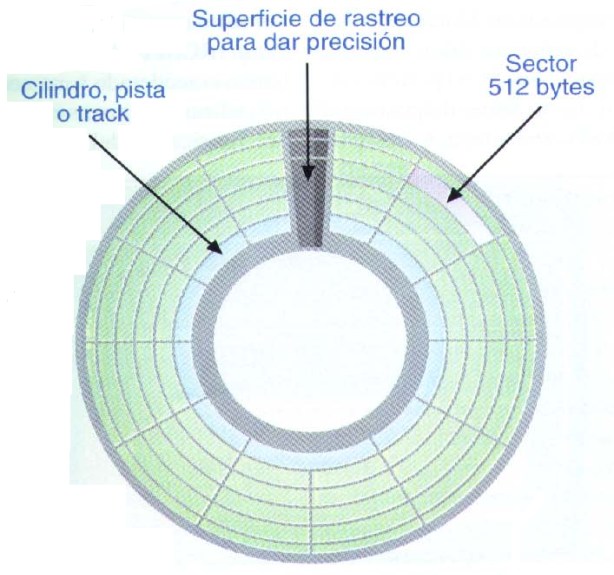 Superficie de rastreo
para dar precisión
Sector
512 bytes
Cilindro, pista
o track